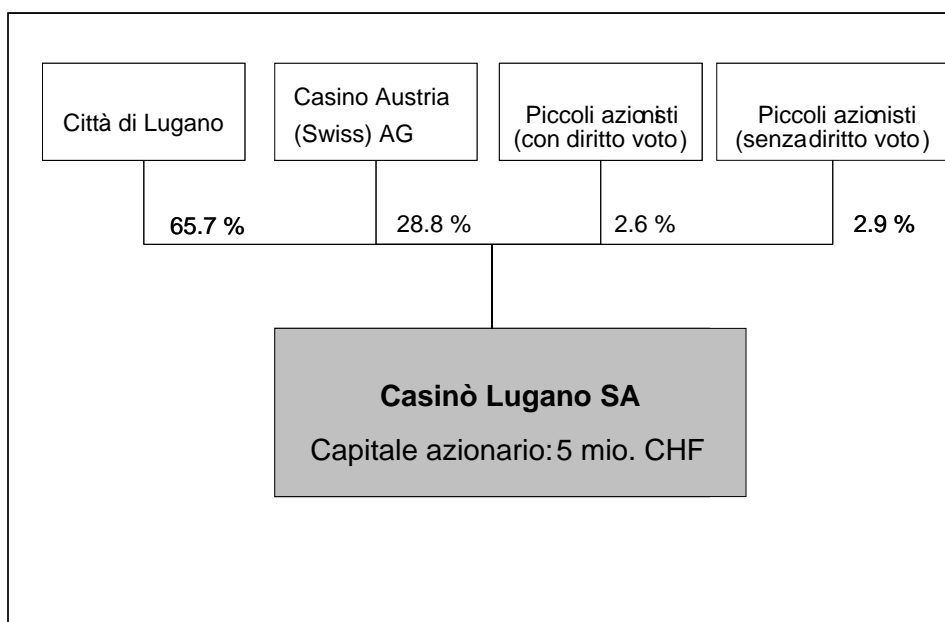 Città di Lugano
Casino Austria
(Swiss) AG
Piccoli azionisti
(con diritto voto)
Piccoli azionisti
(senza diritto voto)
65.7 %
28.8 %
2.6 %
2.9 %
Casinò Lugano SA
Capitale azionario: 5 mio. CHF